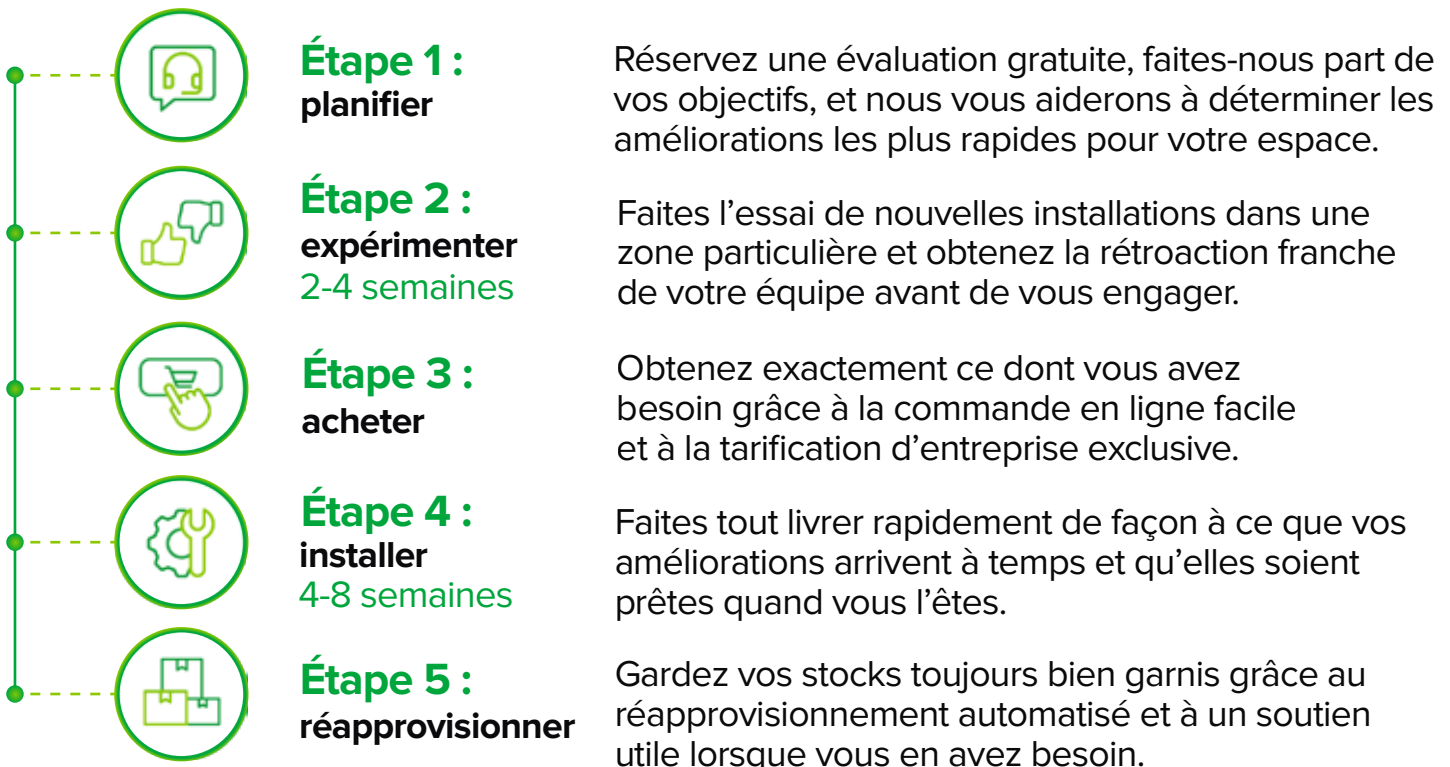 Étape 1 :
planifier
Réservez une évaluation gratuite, faites-nous part de
vos objectifs, et nous vous aiderons à déterminer les
améliorations les plus rapides pour votre espace.
Étape 2 :
expérimenter
2-4 semaines
Faites l’essai de nouvelles installations dans une
zone particulière et obtenez la rétroaction franche
de votre équipe avant de vous engager.
Étape 3 :
acheter
Obtenez exactement ce dont vous avez
besoin grâce à la commande en ligne facile
et à la tarification d’entreprise exclusive.
Étape 4 :
installer
4-8 semaines
Faites tout livrer rapidement de façon à ce que vos
améliorations arrivent à temps et qu’elles soient
prêtes quand vous l’êtes.
Étape 5 :
réapprovisionner
Gardez vos stocks toujours bien garnis grâce au
réapprovisionnement automatisé et à un soutien
utile lorsque vous en avez besoin.